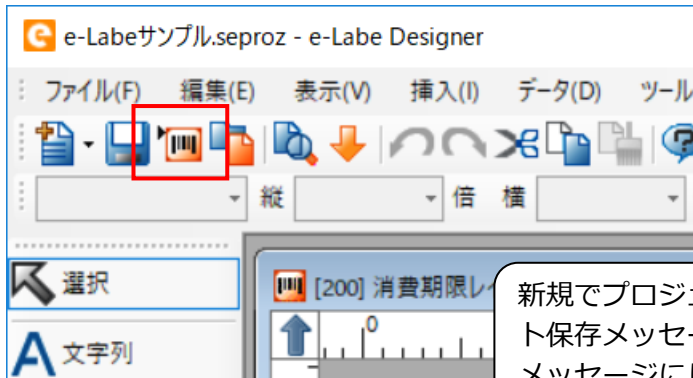 e-Labeサンプル.seproz - e-Labe Designer
ファイル(F) 編集(E) 表示(V) 挿入(I) データ(D) ツール
縦 倍 横
選択
[200] 消費期限レイ
0
文字列
新規でプロジェ
ト保存メッセー
メッセージに